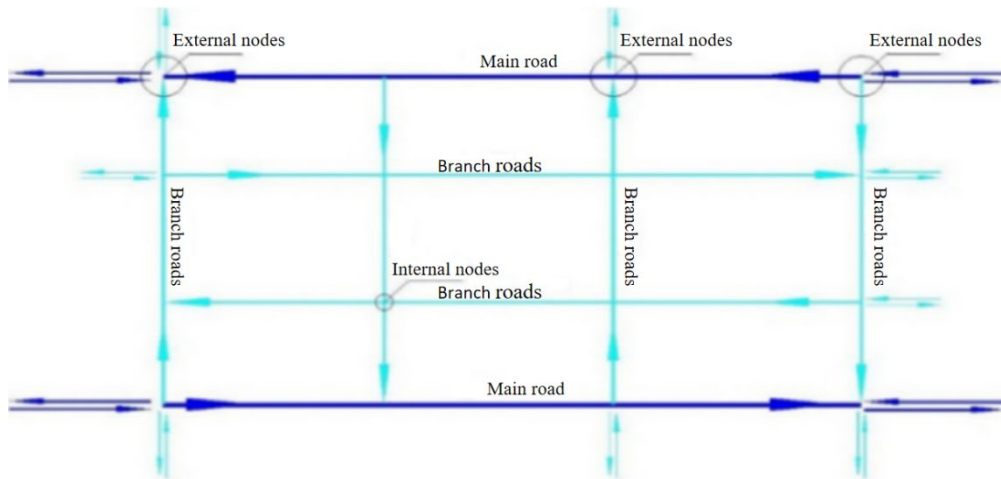 External nodes
External nodes
External nodes
Main road
Branch roads
Branch roads
Branch roads
Branch roads
Internal nodes
Branch roads
Main road